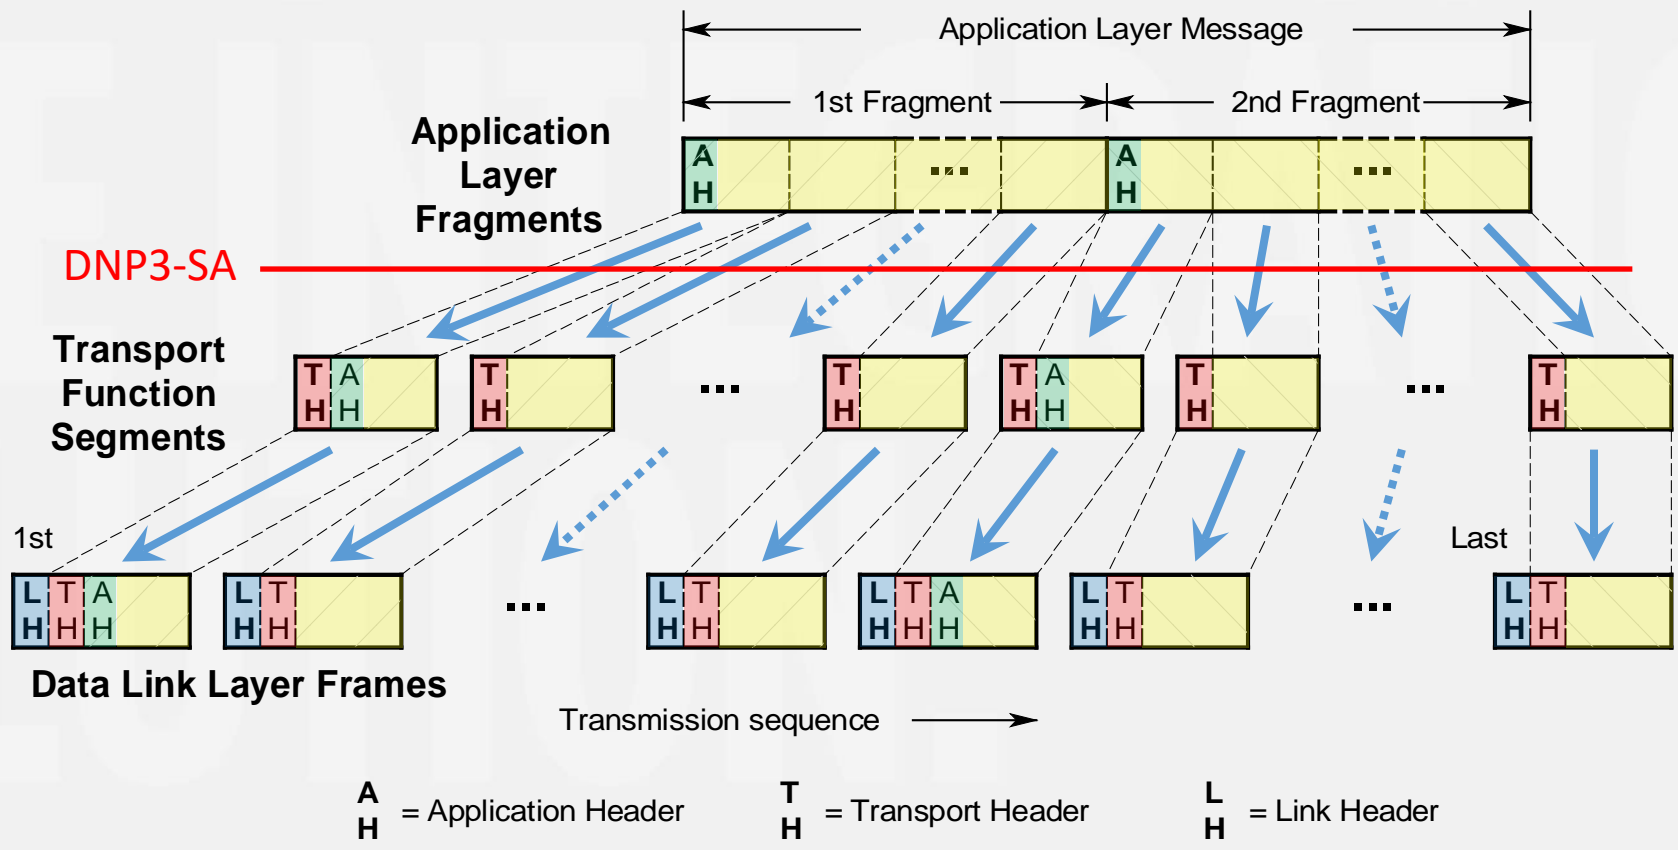 Application Layer Message
1st Fragment
2nd Fragment
Application
Layer
Fragments
A
H
...
A
H
...
DNP3-SA
Transport
Function
Segments
T A
H H
T
H
...
T
H
T A
H H
T
H
...
T
H
1st
Last
L T A
H H H
L T
H H
...
L T
H H
L T A
H H H
L T
H H
...
L T
H H
Data Link Layer Frames
Transmission sequence
A
H = Application Header
T
H = Transport Header
L
H = Link Header